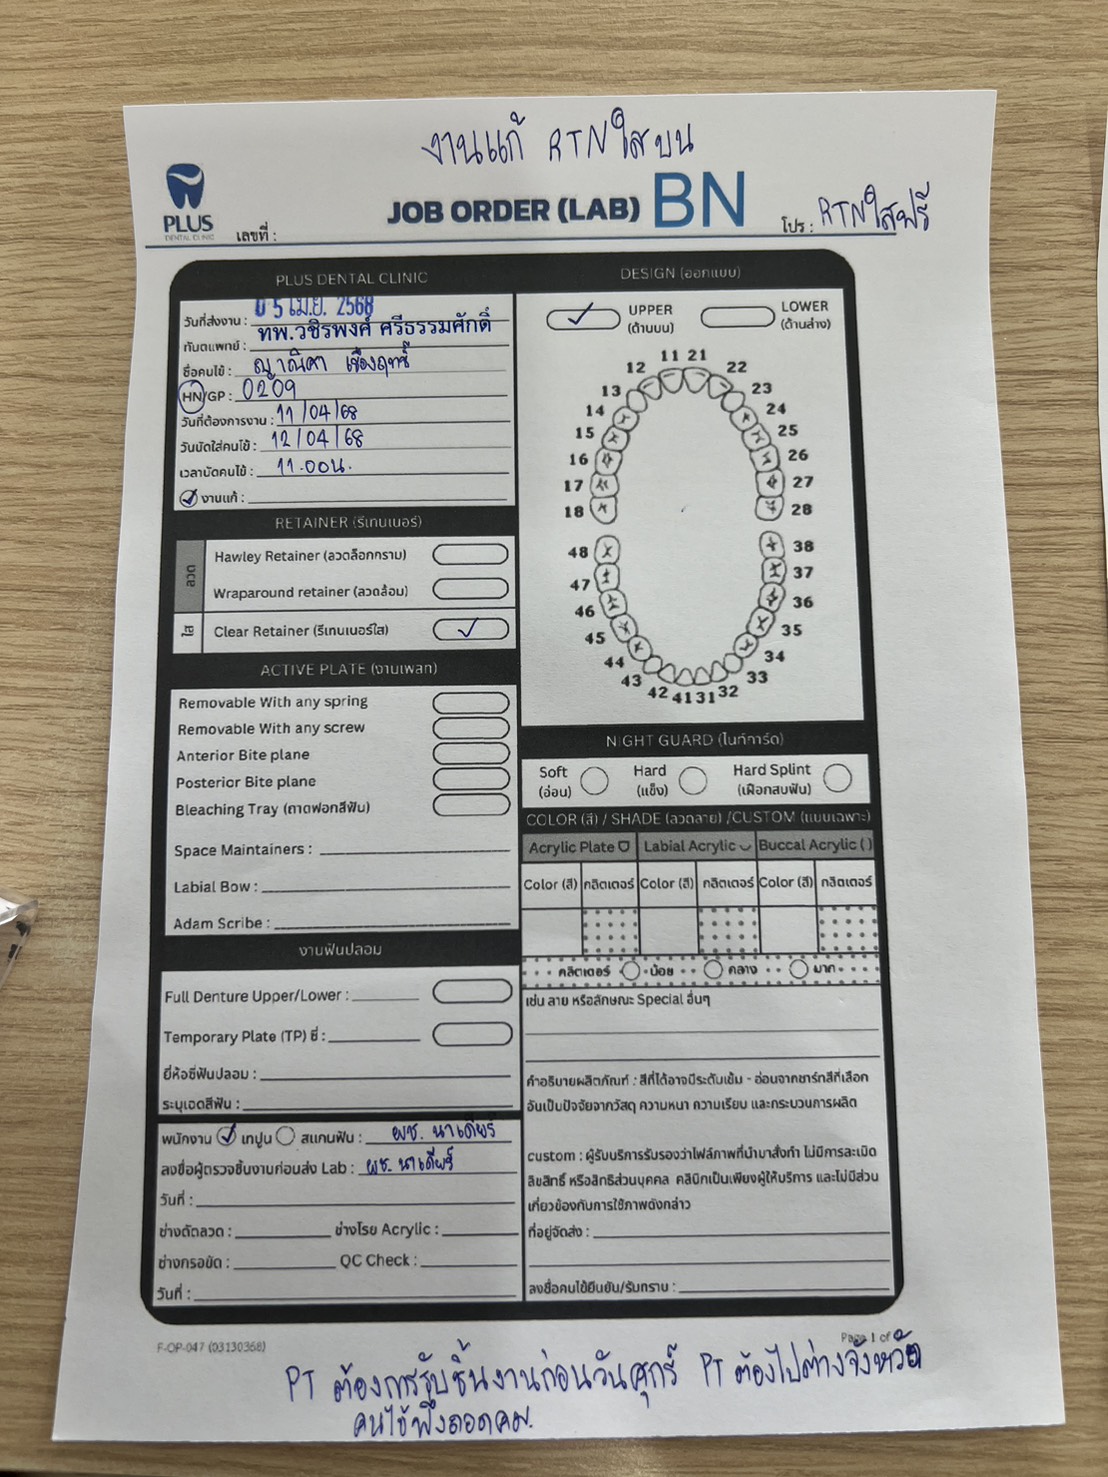 งานแก้ RTN ใส บน
PLUS
DENTAL CLINIC
JOB ORDER (LAB) BN
เลขที่ :
โปร : RTN ใส ฟรี
PLUS DENTAL CLINIC
วันที่ส่งงาน : 0 5 เม.ย. 2568
ทันตแพทย์ : ทพ.วชิรพงศ์ ศรีธรรมศักดิ์
ชื่อคนไข้ : ญาณิศา เชืองฤทธิ์
HN/GP : 0209
วันที่ต้องการงาน : 11/04/68
วันนัดใส่คนไข้ : 12/04/68
เวลานัดคนไข้ : 11.00 น.
งานแก้ :
RETAINER (รีเทนเนอร์)
ลวด
Hawley Retainer (ลวดล็อกกราม)
Wraparound retainer (ลวดล้อม)
ใส
Clear Retainer (รีเทนเนอร์ใส)
ACTIVE PLATE (งานเพลท)
Removable With any spring
Removable With any screw
Anterior Bite plane
Posterior Bite plane
Bleaching Tray (ถาดฟอกสีฟัน)
Space Maintainers :
Labial Bow :
Adam Scribe :
งานฟันปลอม
Full Denture Upper/Lower :
Temporary Plate (TP) ซี่ :
ยี่ห้อซี่ฟันปลอม :
ระบุเฉดสีฟัน :
พนักงาน เทปูน สแกนฟัน : ผช. นาเดียร์
ลงชื่อผู้ตรวจชิ้นงานก่อนส่ง Lab : ผช. นาเดียร์
วันที่ :
ช่างดัดลวด : ช่างโรย Acrylic :
ช่างกรอขัด : QC Check :
วันที่ :
DESIGN (ออกแบบ)
UPPER
(ด้านบน)
LOWER
(ด้านล่าง)
11 21
12 22
13 23
14 24
15 25
16 26
17 27
18 28
48 38
47 37
46 36
45 35
44 34
43 33
42 41 31 32
NIGHT GUARD (ไนท์การ์ด)
Soft
(อ่อน)
Hard
(แข็ง)
Hard Splint
(เฝือกสบฟัน)
COLOR (สี) / SHADE (ลวดลาย) /CUSTOM (แบบเฉพาะ)
Acrylic Plate Labial Acrylic Buccal Acrylic ( )
Color (สี) กลิตเตอร์ Color (สี) กลิตเตอร์ Color (สี) กลิตเตอร์
กลิตเตอร์ น้อย กลาง มาก
เช่น ลาย หรือลักษณะ Special อื่นๆ
คำอธิบายผลิตภัณฑ์ : สีที่ได้อาจมีระดับเข้ม - อ่อนจากชาร์ทสีที่เลือก
อันเป็นปัจจัยจากวัสดุ ความหนา ความเรียบ และกระบวนการผลิต
custom : ผู้รับบริการรับรองว่าไฟล์ภาพที่นำมาสั่งทำ ไม่มีการละเมิด
ลิขสิทธิ์ หรือสิทธิส่วนบุคคล คลินิกเป็นเพียงผู้ให้บริการ และไม่มีส่วน
เกี่ยวข้องกับการใช้ภาพดังกล่าว
ที่อยู่จัดส่ง :
ลงชื่อคนไข้ยืนยัน/รับทราบ :
F-OP-047 (03130368)
Page 1 of
PT ต้องการรับชิ้นงานก่อนวันศุกร์ PT ต้องไปต่างจังหวัด
คนไข้พึ่งถอดคม.